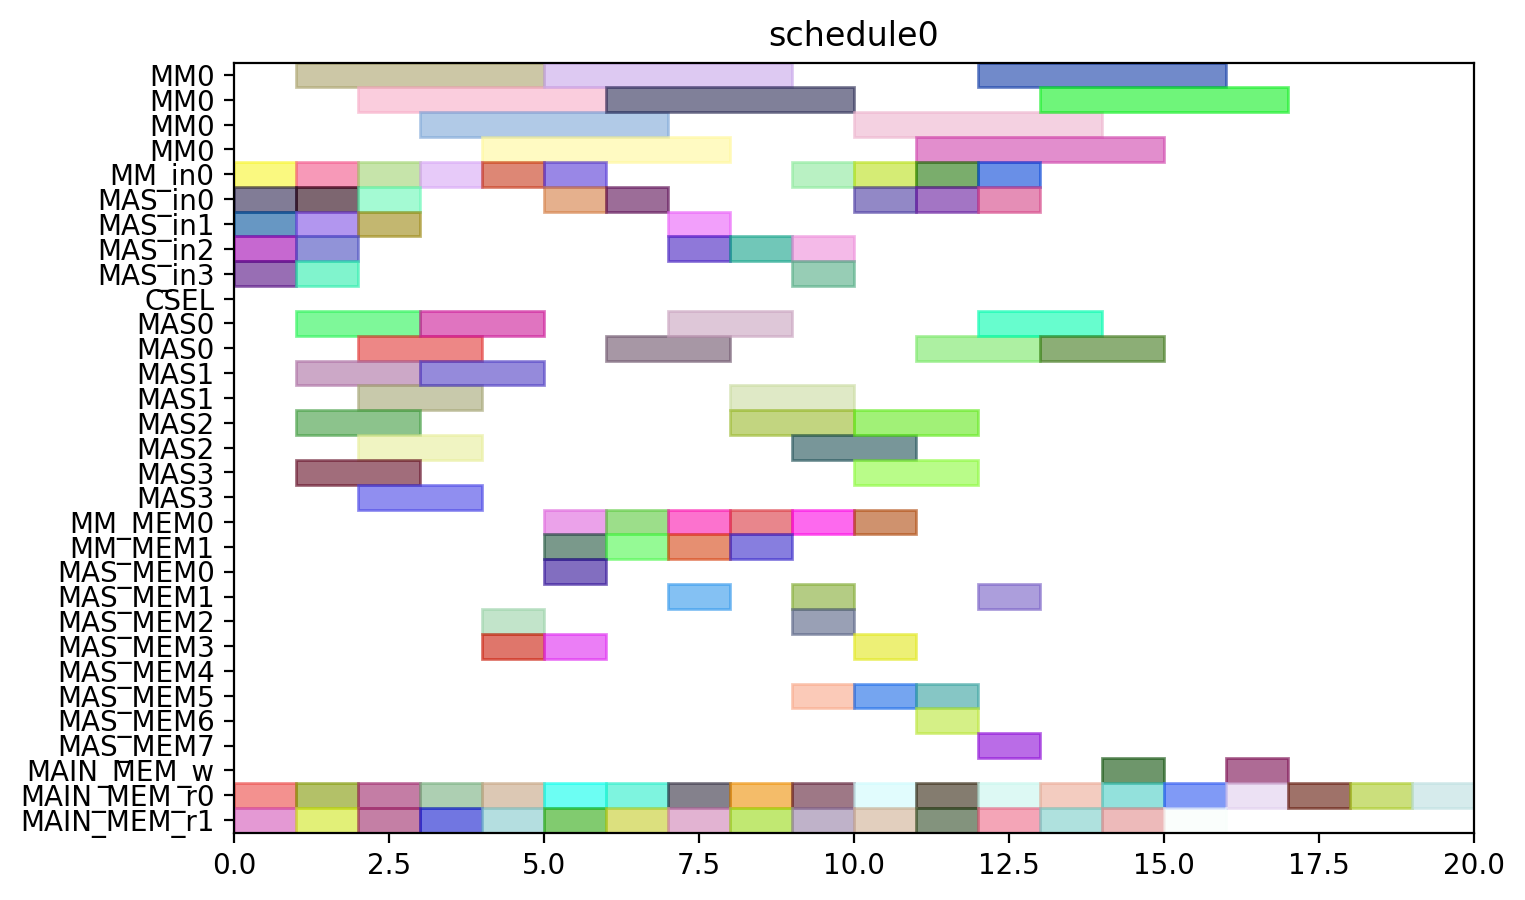 schedule0
MM0
MM0
MM0
MM0
MM_in0
MAS_in0
MAS_in1
MAS_in2
MAS_in3
CSEL
MAS0
MAS0
MAS1
MAS1
MAS2
MAS2
MAS3
MAS3
MM_MEM0
MM_MEM1
MAS_MEM0
MAS_MEM1
MAS_MEM2
MAS_MEM3
MAS_MEM4
MAS_MEM5
MAS_MEM6
MAS_MEM7
MAIN_MEM_w
MAIN_MEM_r0
MAIN_MEM_r1
0.0 2.5 5.0 7.5 10.0 12.5 15.0 17.5 20.0